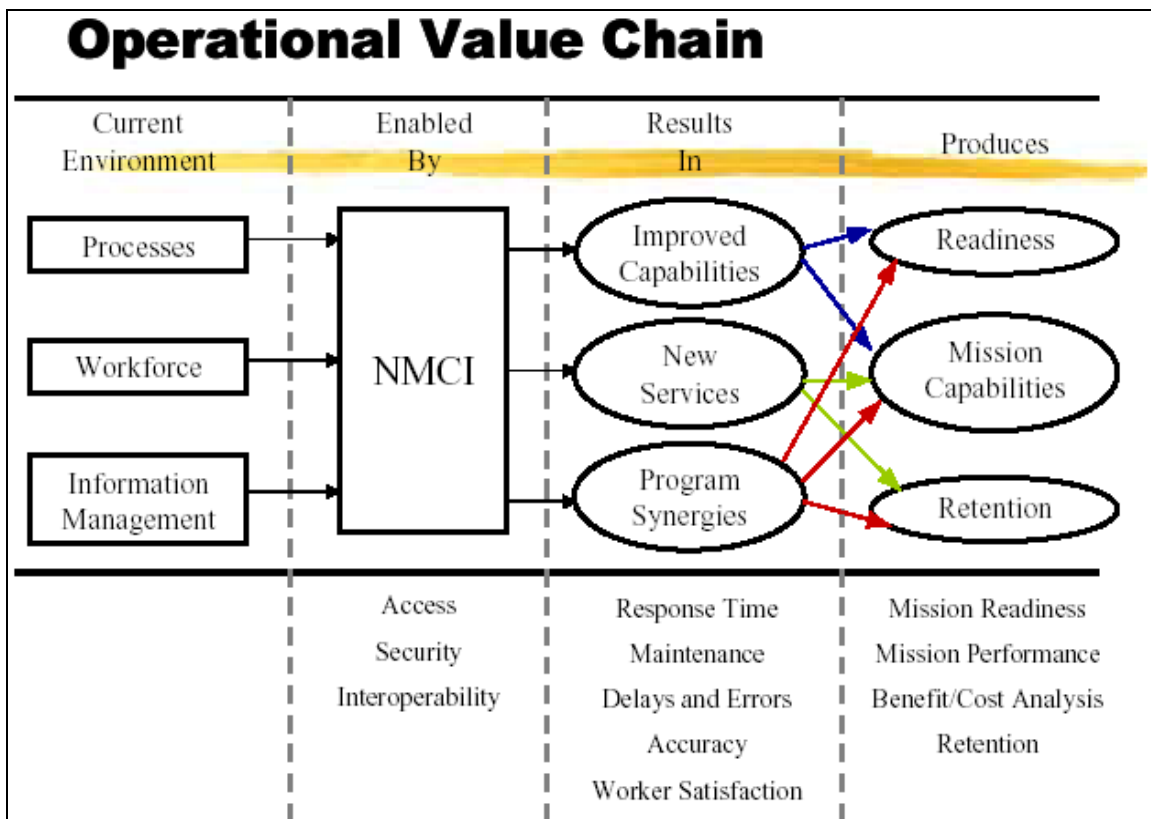 Operational Value Chain
Current
Environment
Enabled
By
Results
In
Produces
Processes
Workforce
Information
Management
NMCI
Improved
Capabilities
New
Services
Program
Synergies
Readiness
Mission
Capabilities
Retention
Access
Security
Interoperability
Response Time
Maintenance
Delays and Errors
Accuracy
Worker Satisfaction
Mission Readiness
Mission Performance
Benefit/Cost Analysis
Retention